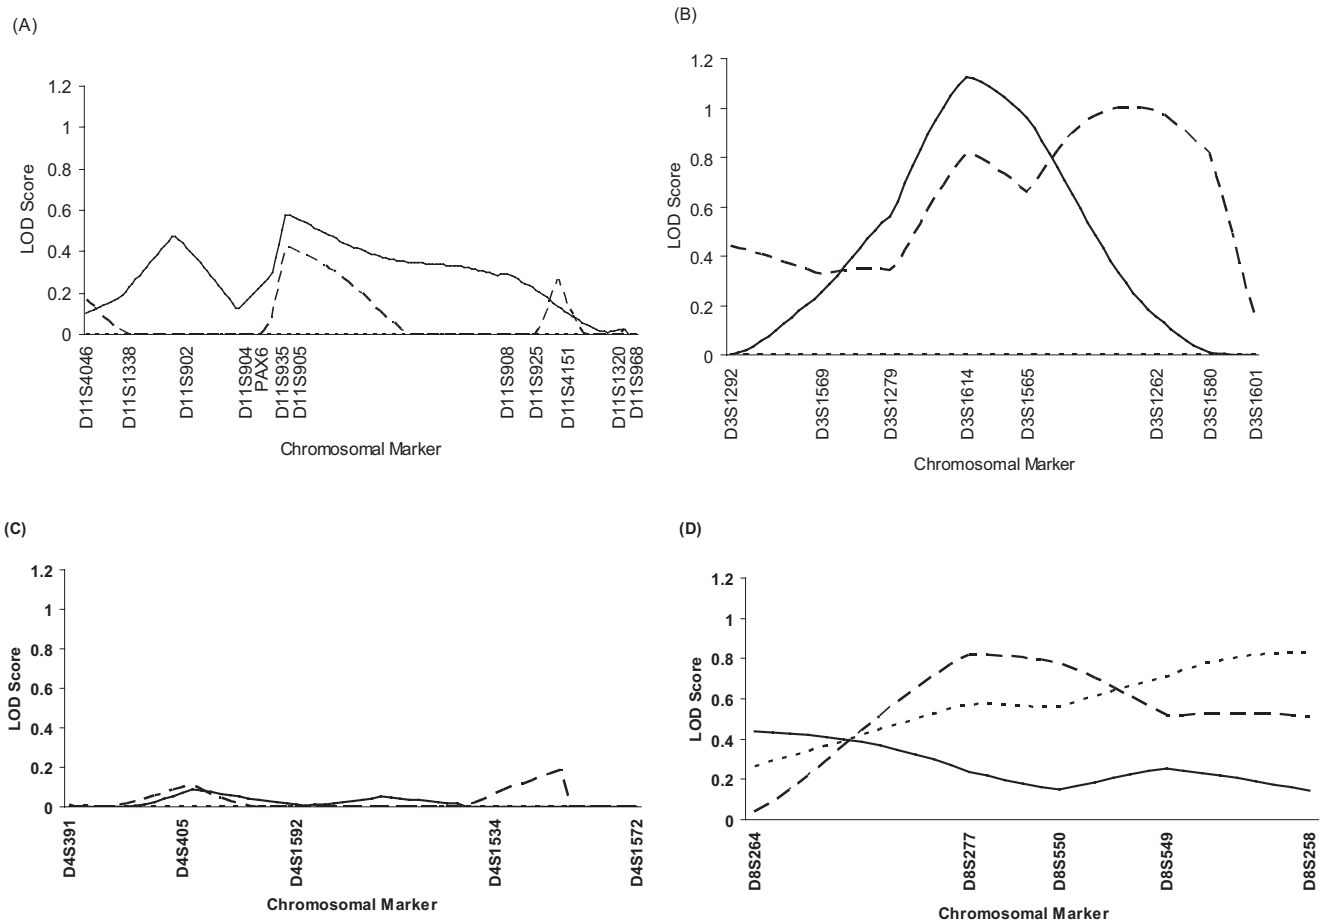 (A)
1.2
1
0.8
0.6
0.4
0.2
0
LOD Score
D11S4046
D11S1338
D11S902
D11S904
PAX6
D11S935
D11S905
D11S908
D11S925
D11S4151
D11S1320
D11S968
Chromosomal Marker
(B)
1.2
1
0.8
0.6
0.4
0.2
0
LOD Score
D3S1292
D3S1569
D3S1279
D3S1614
D3S1565
D3S1262
D3S1580
D3S1601
Chromosomal Marker
(C)
1.2
1
0.8
0.6
0.4
0.2
0
LOD Score
D4S391
D4S405
D4S1592
D4S1534
D4S1572
Chromosomal Marker
(D)
1.2
1
0.8
0.6
0.4
0.2
0
LOD Score
D8S264
D8S277
D8S550
D8S549
D8S258
Chromosomal Marker